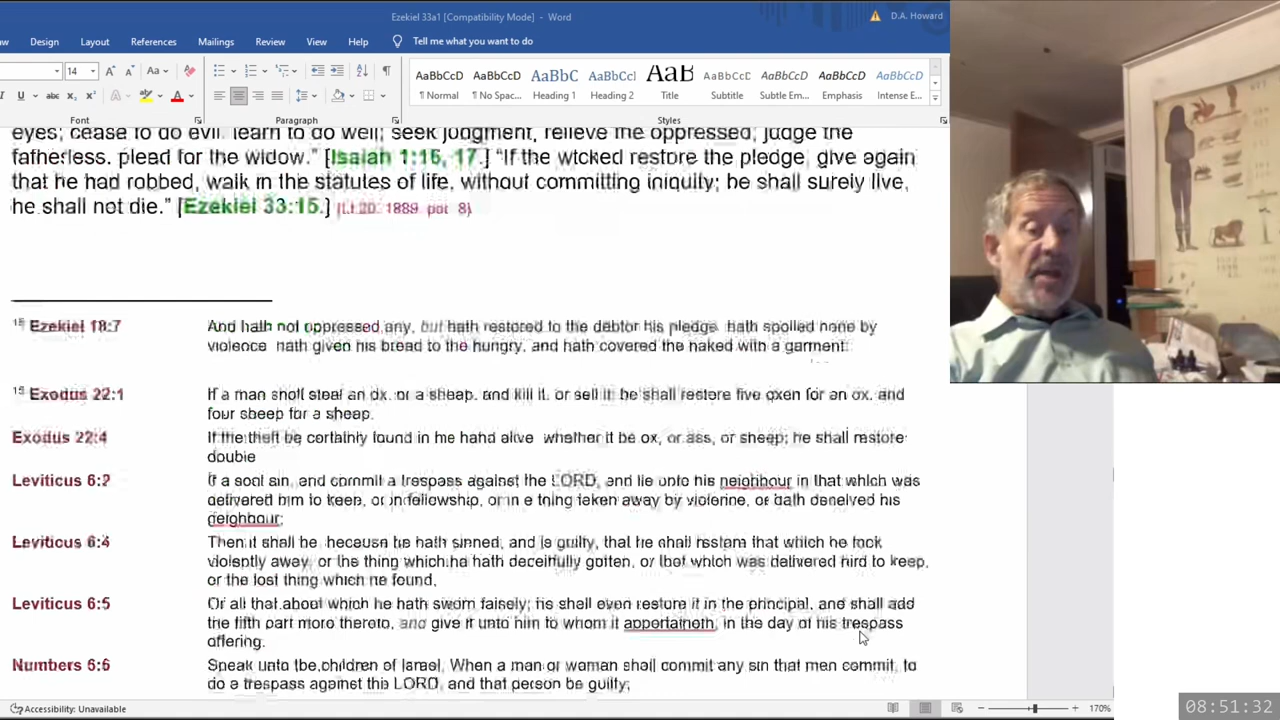 Ezekiel 33a1 [Compatibility Mode] - Word
D.A. Howard
Design Layout References Mailings Review View Help Tell me what you want to do
14 Aa
AaBbCcD AaBbCcD AaBbC AaBbCcI AaB AaBbCcD AaBbCcD AaBbCcD AaBbCcD
¶ Normal ¶ No Spac... Heading 1 Heading 2 Title Subtitle Subtle Em... Emphasis Intense E...
Font Paragraph Styles
eyes; cease to do evil. learn to do well; seek judgment, relieve the oppressed, judge the
fatherless. plead for the widow." [Isaiah 1:16, 17.] "If the wicked restore the pledge, give again
that he had robbed, walk in the statutes of life, without committing iniquity; he shall surely live,
he shall not die." [Ezekiel 33:15.] 1889
Ezekiel 18:7 And hath not oppressed any, but hath restored to the debtor his pledge, hath spoiled none by
violence hath given his bread to the hungry, and hath covered the naked with a garment:
Exodus 22:1 If a man shall steal an ox, or a sheep, and kill it, or sell it; he shall restore five oxen for an ox, and
four sheep for a sheep.
Exodus 22:4 If the theft be certainly found in his hand alive whether it be ox, or ass, or sheep; he shall restore
double
Leviticus 6:2 If a soul sin, and commit a trespass against the LORD, and lie unto his neighbour in that which was
delivered him to keep, or in fellowship, or in a thing taken away by violence, or hath deceived his
neighbour;
Leviticus 6:4 Then it shall be because he hath sinned, and is guilty, that he shall restore that which he took
violently away, or the thing which he hath deceitfully gotten, or that which was delivered him to keep,
or the lost thing which he found,
Leviticus 6:5 Or all that about which he hath sworn falsely; he shall even restore it in the principal, and shall add
the fifth part more thereto, and give it unto him to whom it appertaineth, in the day of his trespass
offering.
Numbers Speak unto the children of Israel, When a man or woman shall commit any sin that men commit, to
do a trespass against the LORD, and that person be guilty;
Accessibility: Unavailable 170%
08:51:32